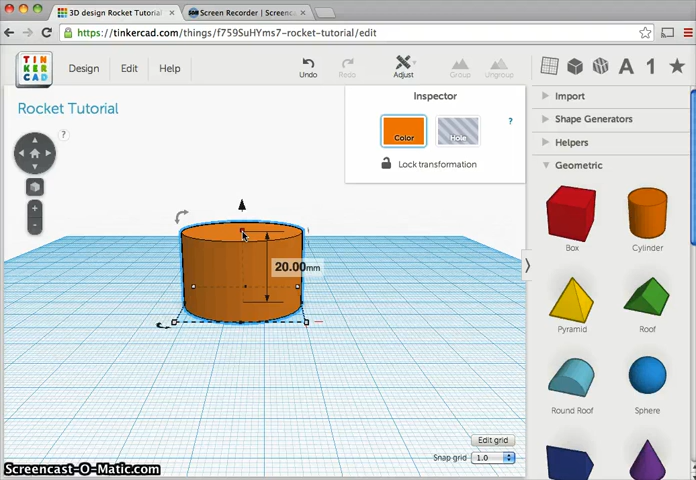 3D design Rocket Tutorial
Screen Recorder | Screenca
https://tinkercad.com/things/f759SuHYms7-rocket-tutorial/edit
TIN
KER
CAD
Design
Edit
Help
Undo
Redo
Adjust
Group
Ungroup
A
1
Rocket Tutorial
?
Inspector
Color
Hole
?
Lock transformation
Import
Shape Generators
Helpers
Geometric
Box
Cylinder
Pyramid
Roof
Round Roof
Sphere
20.00mm
Edit grid
Snap grid
1.0
Screencast-O-Matic.com